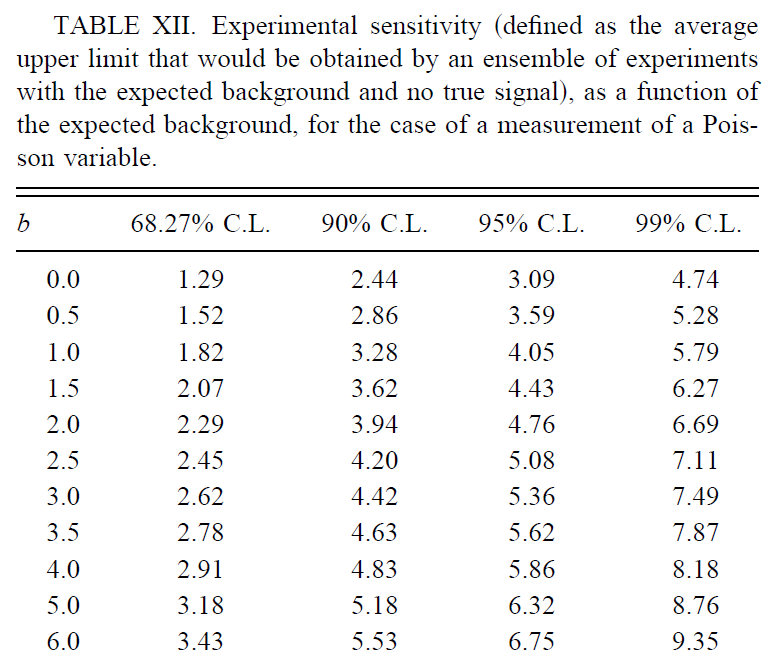 TABLE XII. Experimental sensitivity (defined as the average
upper limit that would be obtained by an ensemble of experiments
with the expected background and no true signal), as a function of
the expected background, for the case of a measurement of a Pois-
son variable.
b 68.27% C.L. 90% C.L. 95% C.L. 99% C.L.
0.0 1.29 2.44 3.09 4.74
0.5 1.52 2.86 3.59 5.28
1.0 1.82 3.28 4.05 5.79
1.5 2.07 3.62 4.43 6.27
2.0 2.29 3.94 4.76 6.69
2.5 2.45 4.20 5.08 7.11
3.0 2.62 4.42 5.36 7.49
3.5 2.78 4.63 5.62 7.87
4.0 2.91 4.83 5.86 8.18
5.0 3.18 5.18 6.32 8.76
6.0 3.43 5.53 6.75 9.35